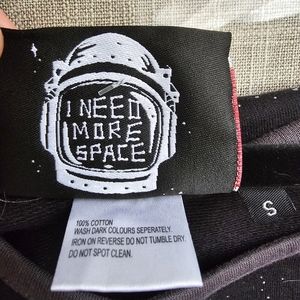 I NEED
MORE
SPACE
100% COTTON
WASH DARK COLOURS SEPERATELY.
IRON ON REVERSE DO NOT TUMBLE DRY.
DO NOT SPOT CLEAN.
S